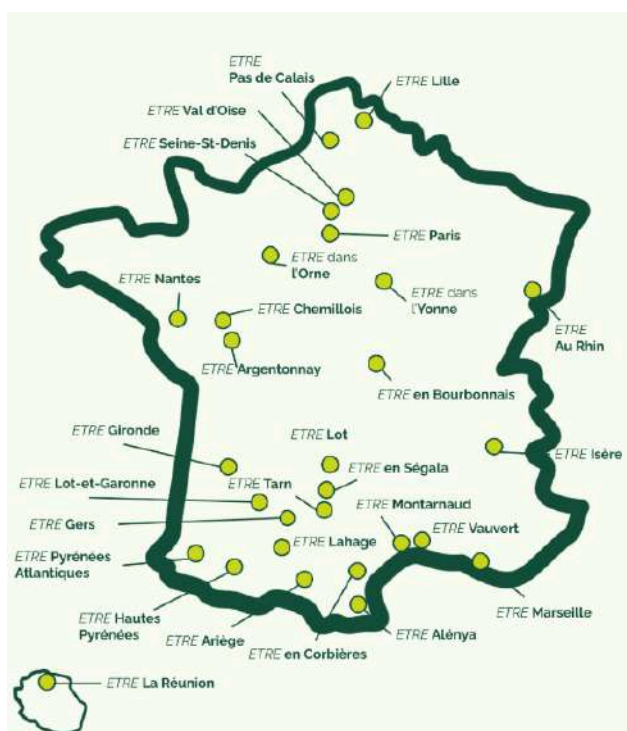 ETRE
Pas de Calais
ETRE Lille
ETRE Val d'Oise
ETRE Seine-St-Denis
ETRE Paris
ETRE dans
l'Orne
ETRE Nantes
ETRE dans
l'Yonne
ETRE Chemillois
ETRE
Au Rhin
ETRE Argentonnay
ETRE en Bourbonnais
ETRE Gironde
ETRE Lot
ETRE Isère
ETRE en Ségala
ETRE Lot-et-Garonne
ETRE Tarn
ETRE Montarnaud
ETRE Gers
ETRE Vauvert
ETRE Lahage
ETRE Pyrénées
Atlantiques
ETRE Marseille
ETRE Hautes
Pyrénées
ETRE Ariège
ETRE Alénya
ETRE en Corbières
ETRE La Réunion